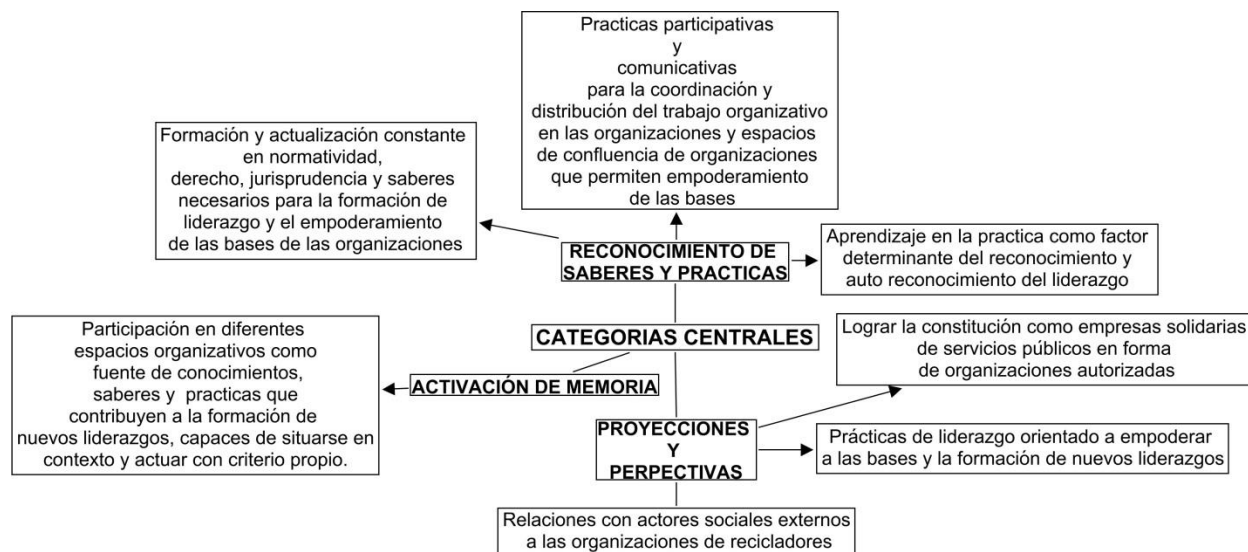 Practicas participativas
y
comunicativas
para la coordinación y
distribución del trabajo organizativo
en las organizaciones y espacios
de confluencia de organizaciones
que permiten empoderamiento
de las bases
Formación y actualización constante
en normatividad,
derecho, jurisprudencia y saberes
necesarios para la formación de
liderazgo y el empoderamiento
de las bases de las organizaciones
RECONOCIMIENTO DE
SABERES Y PRACTICAS
Aprendizaje en la practica como factor
determinante del reconocimiento y
auto reconocimiento del liderazgo
CATEGORIAS CENTRALES
Participación en diferentes
espacios organizativos como
fuente de conocimientos,
saberes y practicas que
contribuyen a la formación de
nuevos liderazgos, capaces de situarse en
contexto y actuar con criterio propio.
ACTIVACIÓN DE MEMORIA
Lograr la constitución como empresas solidarias
de servicios públicos en forma
de organizaciones autorizadas
PROYECCIONES
Y
PERPECTIVAS
Prácticas de liderazgo orientado a empoderar
a las bases y la formación de nuevos liderazgos
Relaciones con actores sociales externos
a las organizaciones de recicladores